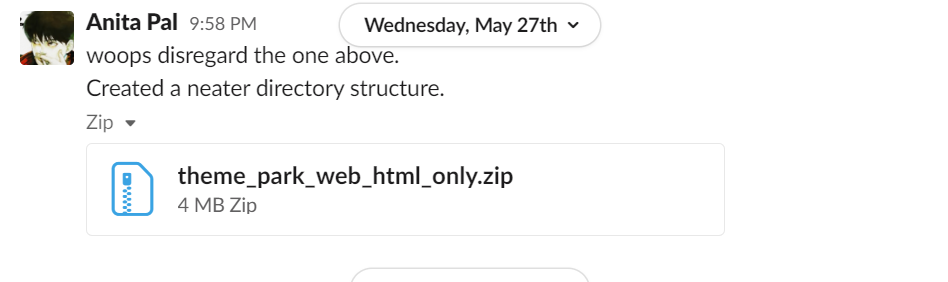 Anita Pal 9:58 PM
Wednesday, May 27th
woops disregard the one above.
Created a neater directory structure.
Zip
theme_park_web_html_only.zip
4 MB Zip